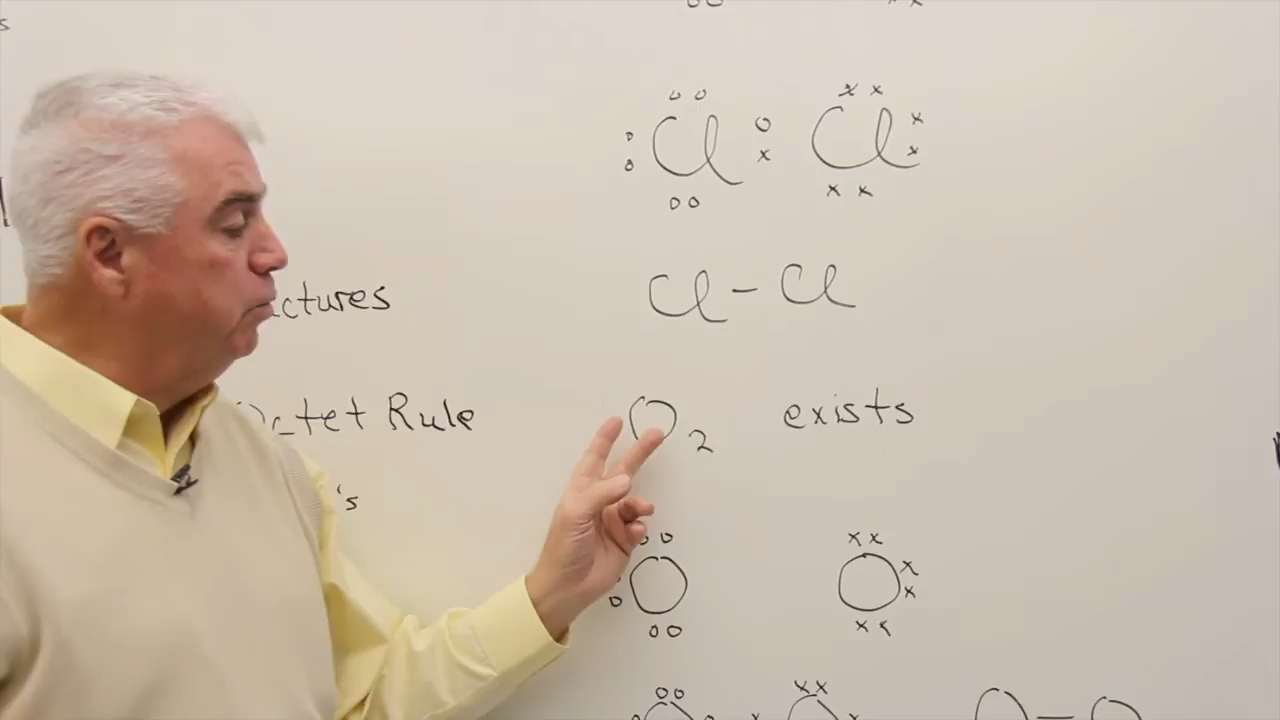 Cl Cl
Cl - Cl
ctures
ctet Rule
O2 exists
's
O O